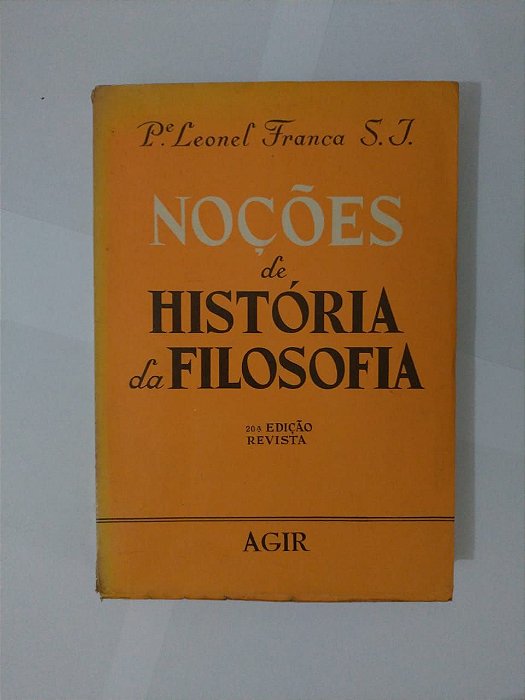 Pe. Leonel Franca S. J.
NOÇÕES
de
HISTÓRIA
da FILOSOFIA
20ª EDIÇÃO
REVISTA
AGIR